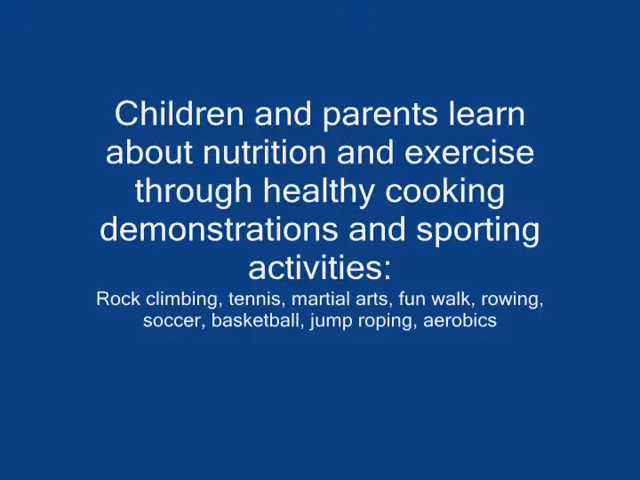 Children and parents learn
about nutrition and exercise
through healthy cooking
demonstrations and sporting
activities:
Rock climbing, tennis, martial arts, fun walk, rowing,
soccer, basketball, jump roping, aerobics